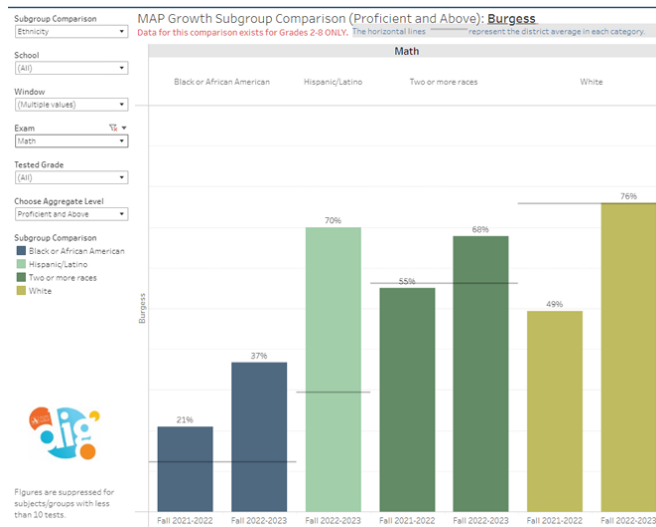 MAP Growth Subgroup Comparison (Proficient and Above): Burgess
Data for this comparison exists for Grades 2-8 ONLY. The horizontal lines represent the district average in each category.
Subgroup Comparison
Ethnicity
School
(All)
Window
(Multiple values)
Exam
Math
Tested Grade
(All)
Choose Aggregate Level
Proficient and Above
Subgroup Comparison
Black or African American
Hispanic/Latino
Two or more races
White
dig!
Figures are suppressed for
subjects/groups with less
than 10 tests.
Math
Black or African American
Hispanic/Latino
Two or more races
White
Burgess
21%
37%
70%
55%
68%
49%
76%
Fall 2021-2022
Fall 2022-2023
Fall 2022-2023
Fall 2021-2022
Fall 2022-2023
Fall 2021-2022
Fall 2022-2023